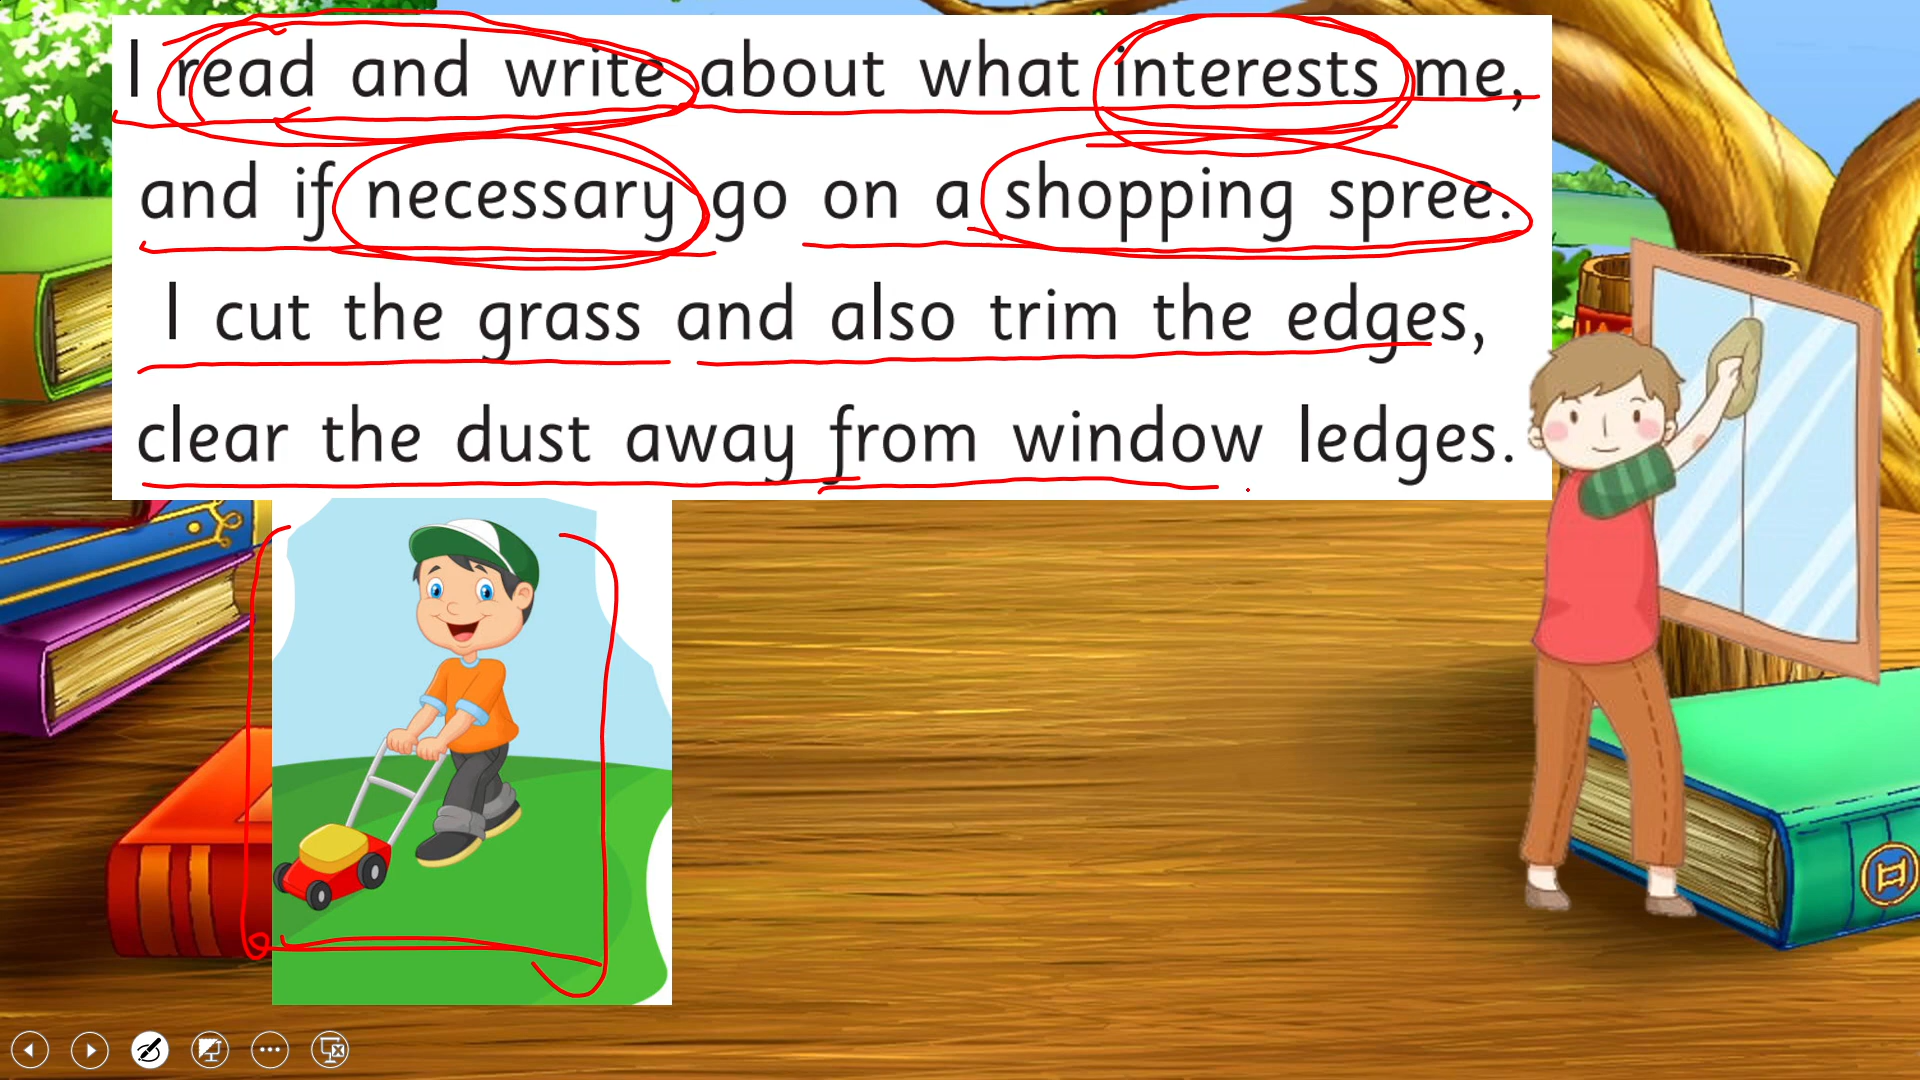 I read and write about what interests me,
and if necessary go on a shopping spree.
I cut the grass and also trim the edges,
clear the dust away from window ledges.